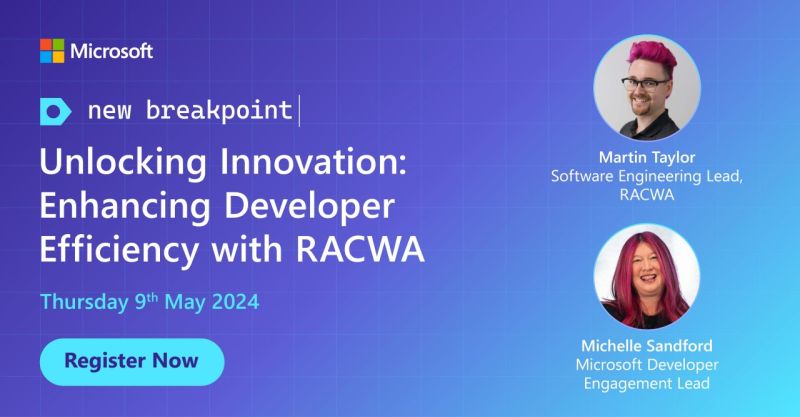 Microsoft
new breakpoint
Unlocking Innovation:
Enhancing Developer
Efficiency with RACWA
Thursday 9th May 2024
Register Now
Martin Taylor
Software Engineering Lead,
RACWA
Michelle Sandford
Microsoft Developer
Engagement Lead